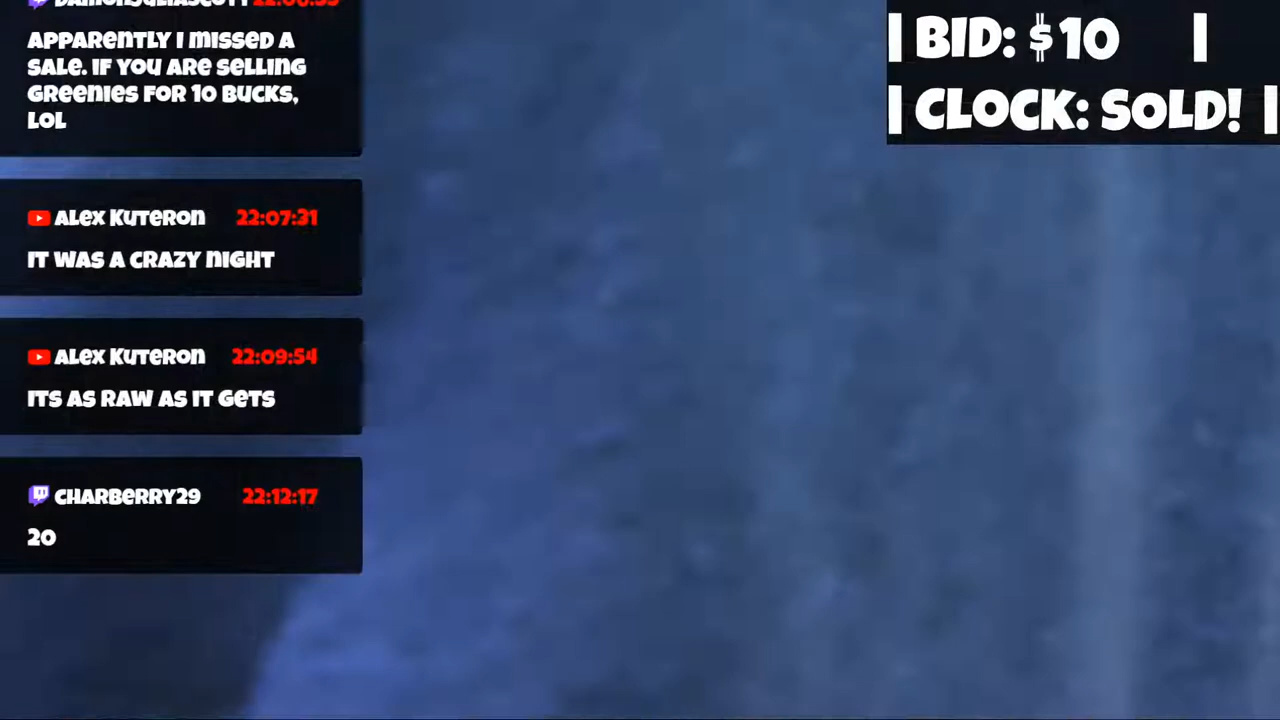 APPARENTLY I MISSED A
SALE. IF YOU ARE SELLING
GREENIES FOR 10 BUCKS,
LOL
ALEX KUTERON 22:07:31
IT WAS A CRAZY NIGHT
ALEX KUTERON 22:09:54
ITS AS RAW AS IT GETS
CHARBERRY29 22:12:17
20
| BID: $10 |
| CLOCK: SOLD! |